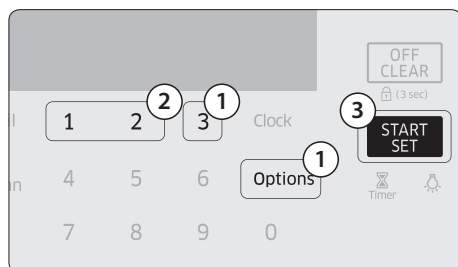 OFF
CLEAR
(3 sec)
2 1
1 2 3 Clock
3
START
SET
1
4 5 6 Options
Timer
7 8 9 0